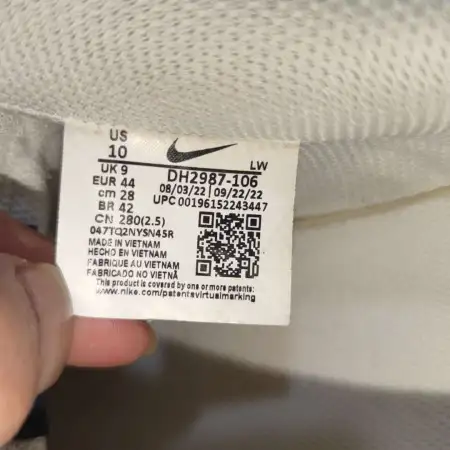 US
10
LW
UK 9
DH2987-106
EUR 44
08/03/22 | 09/22/22
cm 28
UPC 00196152243447
BR 42
CN 280(2.5)
047TQ2NYSN45R
MADE IN VIETNAM
HECHO EN VIETNAM
FABRIQUE AU VIETNAM
FABRICADO NO VIETNÃ
This product is covered by one or more patents:
www.nike.com/patentsvirtualmarking